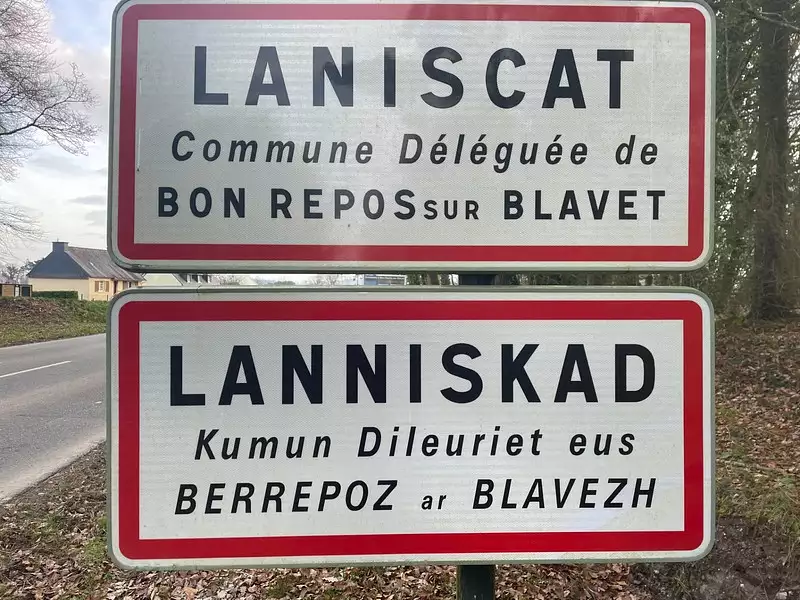 LANISCAT
Commune Déléguée de
BON REPOS SUR BLAVET
LANNISKAD
Kumun Dileuriet eus
BERREPOZ ar BLAVEZH